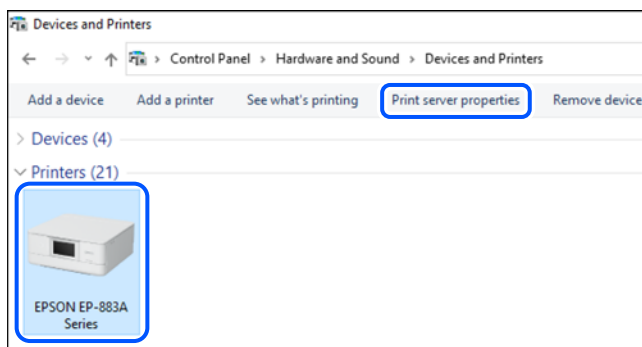 Devices and Printers
Control Panel > Hardware and Sound > Devices and Printers
Add a device Add a printer See what's printing Print server properties Remove device
Devices (4)
Printers (21)
EPSON EP-883A
Series